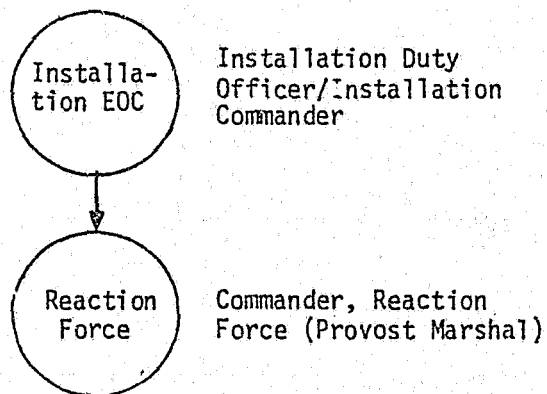 Installa-
tion EOC
Installation Duty
Officer/Installation
Commander
Reaction
Force
Commander, Reaction
Force (Provost Marshal)